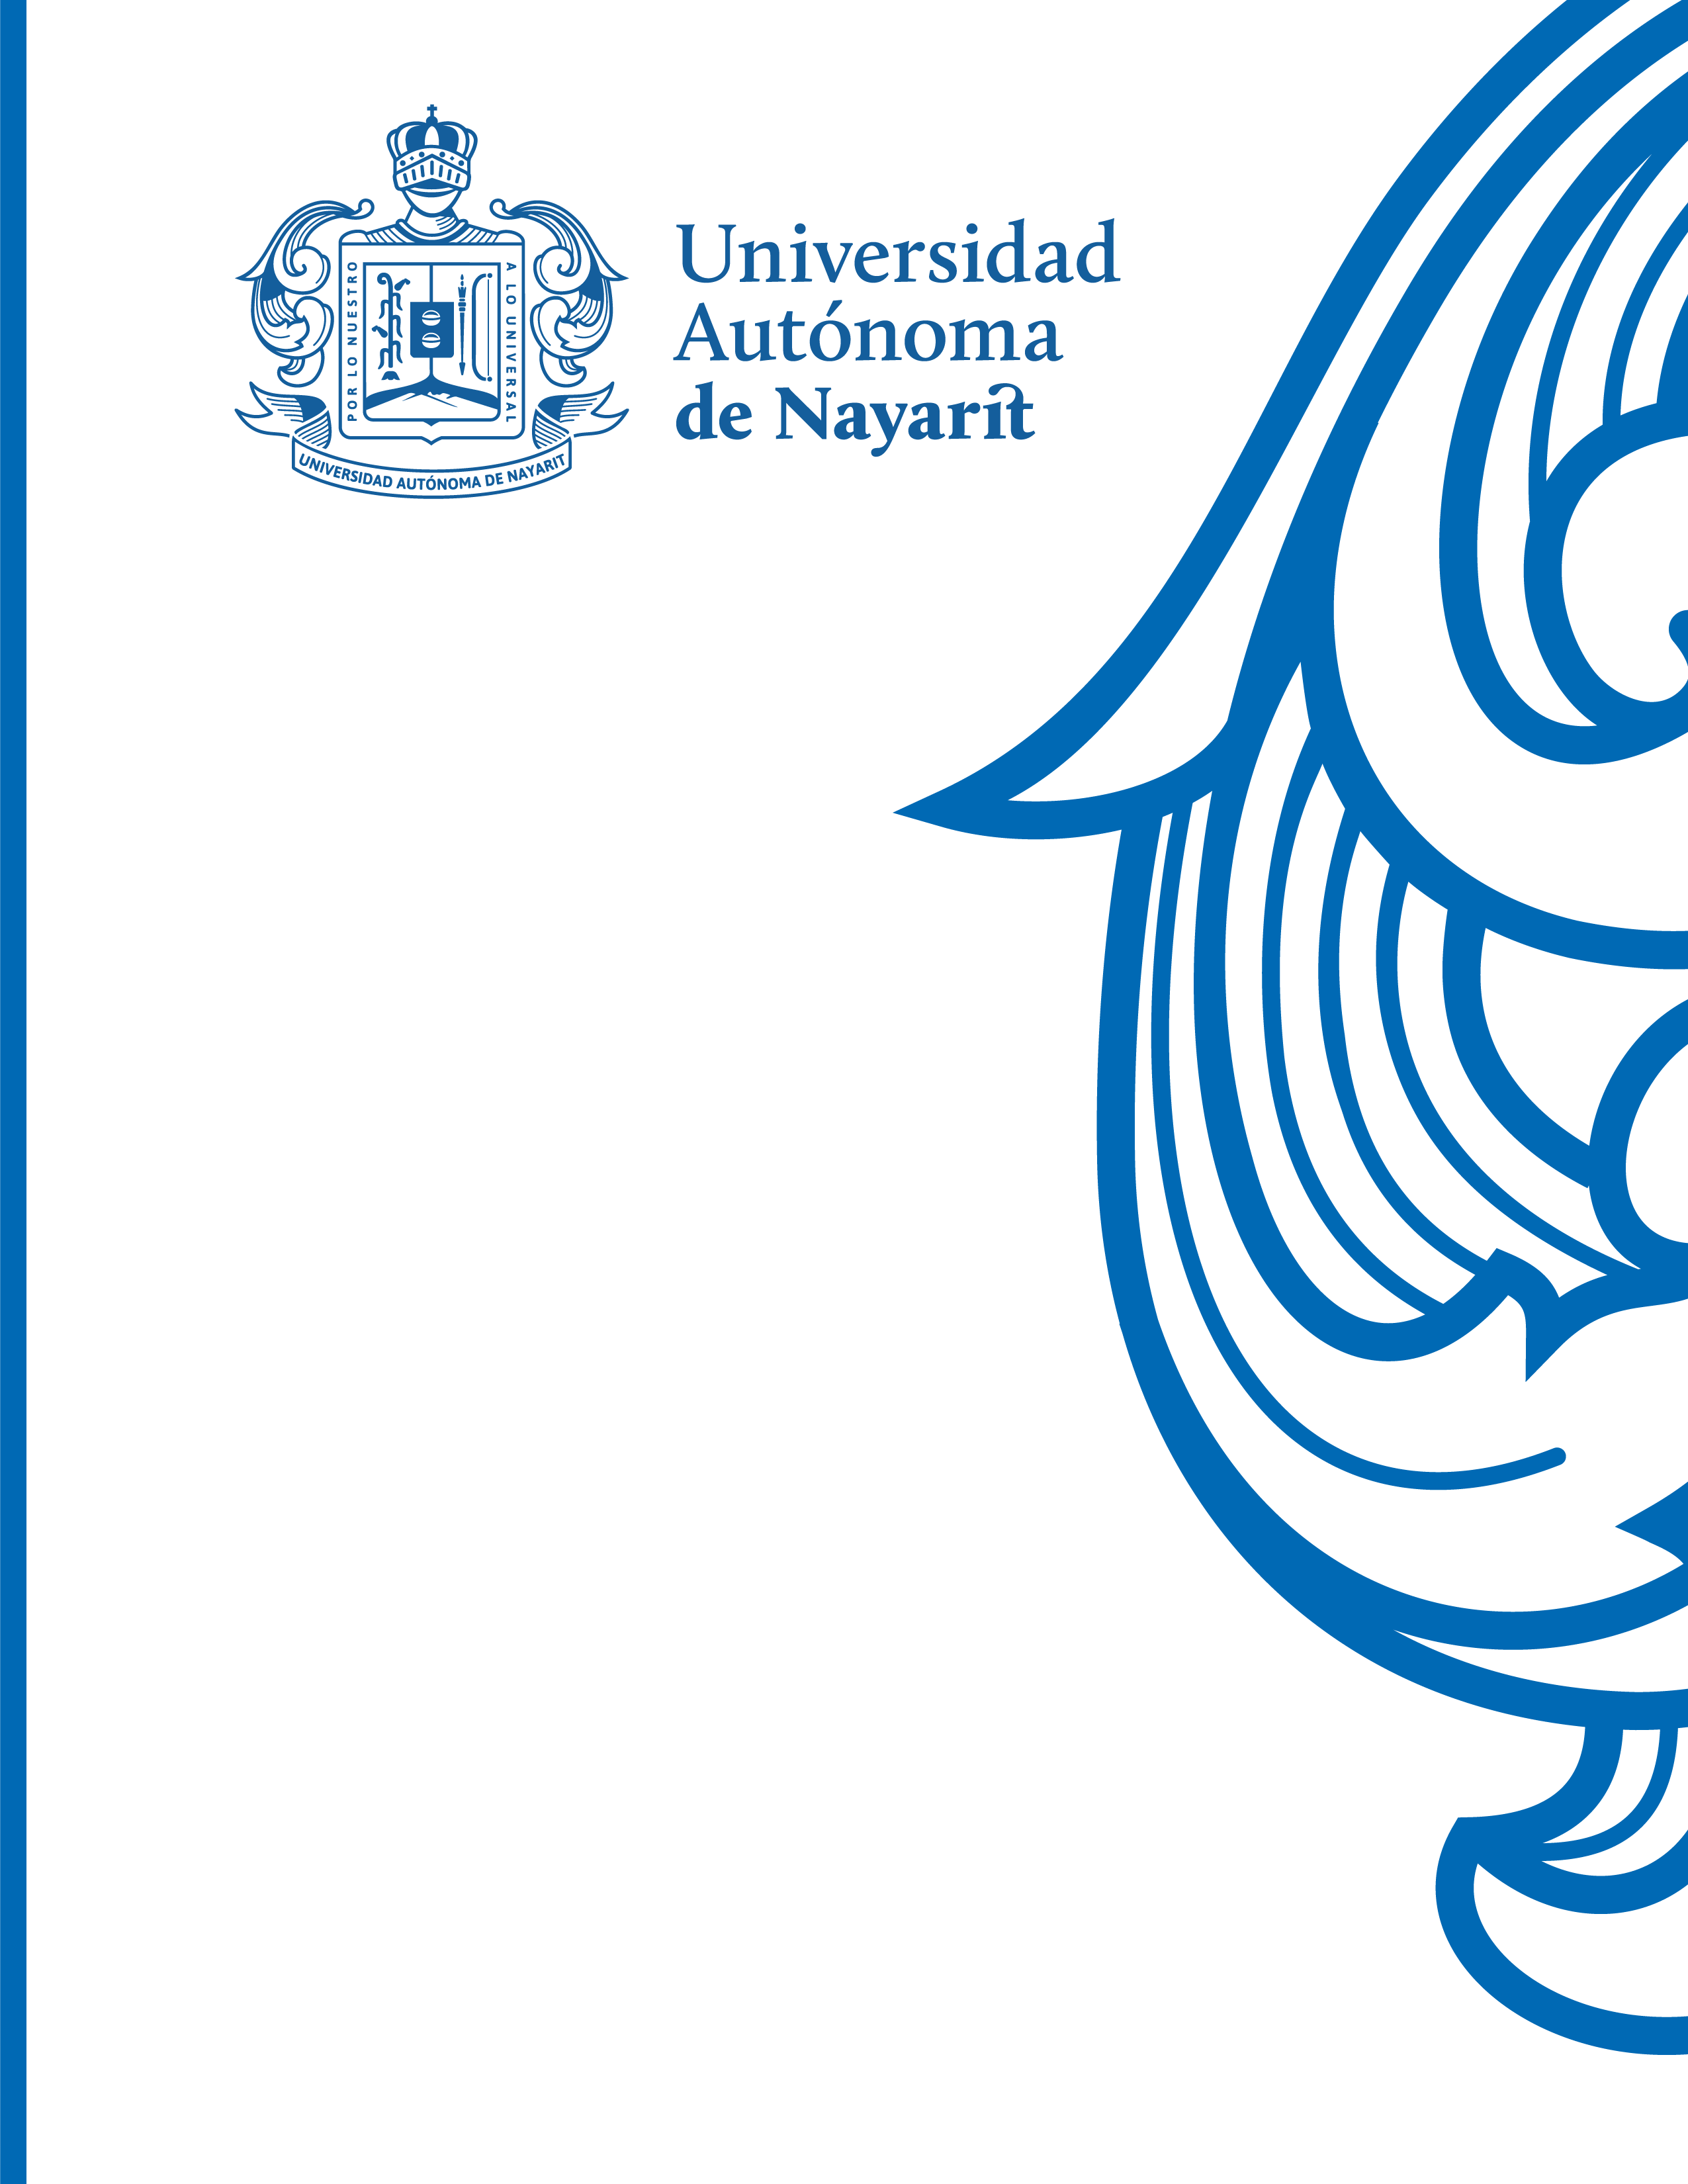 POR LO NUESTRO
A LO UNIVERSAL
UNIVERSIDAD AUTÓNOMA DE NAYARIT
Universidad
Autónoma
de Nayarit